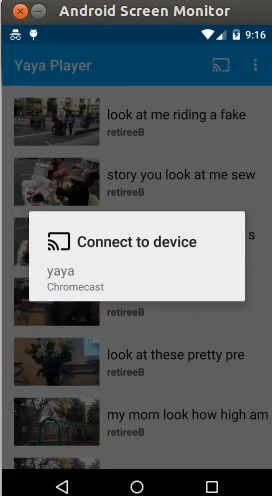 Android Screen Monitor
9:16
Yaya Player
look at me riding a fake
retireeB
story you look at me sew
retireeB
s
Connect to device
yaya
Chromecast
retireeB
look at these pretty pre
retireeB
my mom look how high am
retireeB